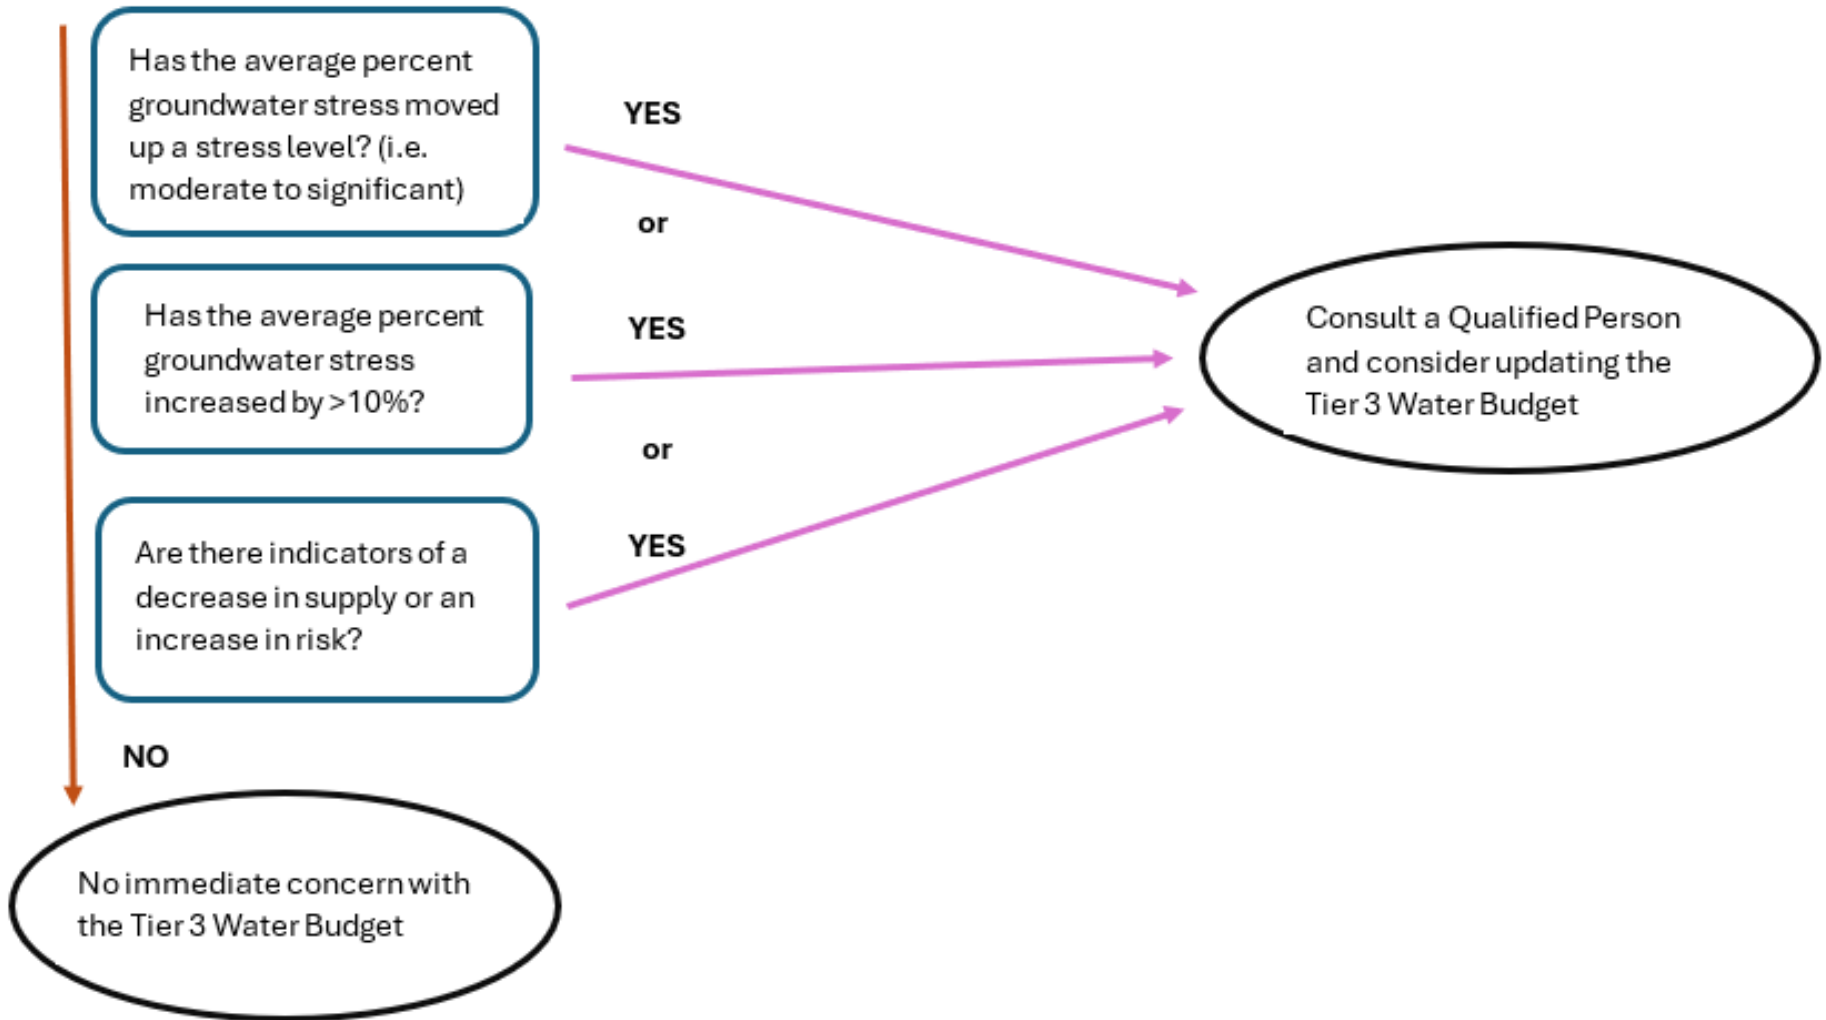 Has the average percent
groundwater stress moved
up a stress level? (i.e.
moderate to significant)
YES
or
Has the average percent
groundwater stress
increased by >10%?
YES
or
Are there indicators of a
decrease in supply or an
increase in risk?
YES
Consult a Qualified Person
and consider updating the
Tier 3 Water Budget
NO
No immediate concern with
the Tier 3 Water Budget